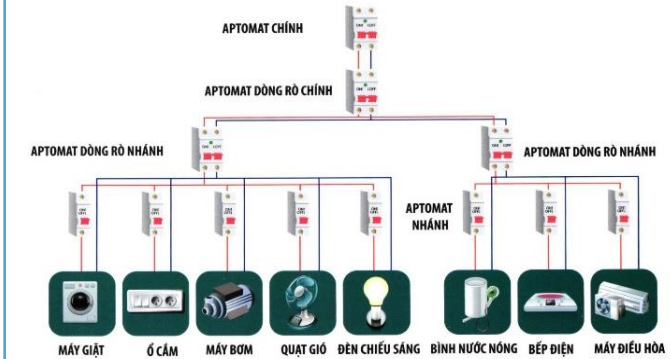 APTOMAT CHÍNH
APTOMAT DÒNG RÒ CHÍNH
APTOMAT DÒNG RÒ NHÁNH
APTOMAT DÒNG RÒ NHÁNH
APTOMAT
NHÁNH
MÁY GIẶT
Ổ CẮM
MÁY BƠM
QUẠT GIÓ
ĐÈN CHIẾU SÁNG
BÌNH NƯỚC NÓNG
BẾP ĐIỆN
MÁY ĐIỀU HÒA